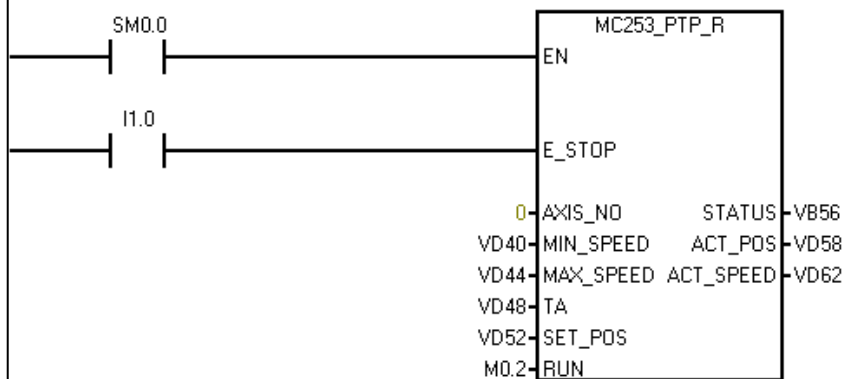 SM0.0
MC253_PTP_R
EN
I1.0
E_STOP
0 AXIS_NO STATUS VB56
VD40 MIN_SPEED ACT_POS VD58
VD44 MAX_SPEED ACT_SPEED VD62
VD48 TA
VD52 SET_POS
M0.2 RUN